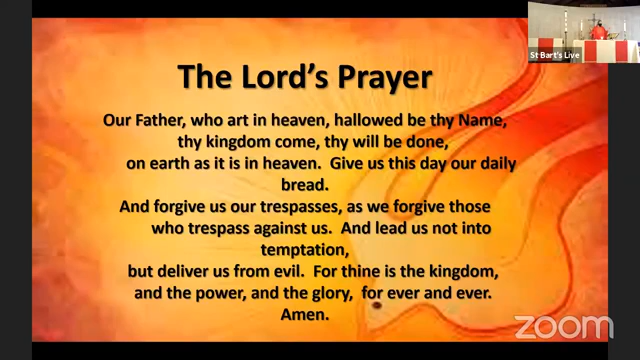 St Bart's Live
The Lord's Prayer
Our Father, who art in heaven, hallowed be thy Name,
thy kingdom come, thy will be done,
on earth as it is in heaven. Give us this day our daily
bread.
And forgive us our trespasses, as we forgive those
who trespass against us. And lead us not into
temptation,
but deliver us from evil. For thine is the kingdom,
and the power, and the glory, for ever and ever.
Amen.
zoom